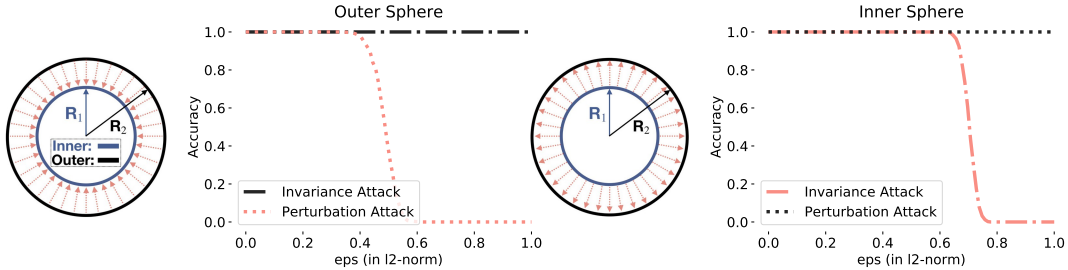 R1
R2
Inner:
Outer:
Outer Sphere
1.0
0.8
0.6
0.4
0.2
0.0
Accuracy
Invariance Attack
Perturbation Attack
0.0 0.2 0.4 0.6 0.8 1.0
eps (in l2-norm)
R1
R2
Inner Sphere
1.0
0.8
0.6
0.4
0.2
0.0
Accuracy
Invariance Attack
Perturbation Attack
0.0 0.2 0.4 0.6 0.8 1.0
eps (in l2-norm)